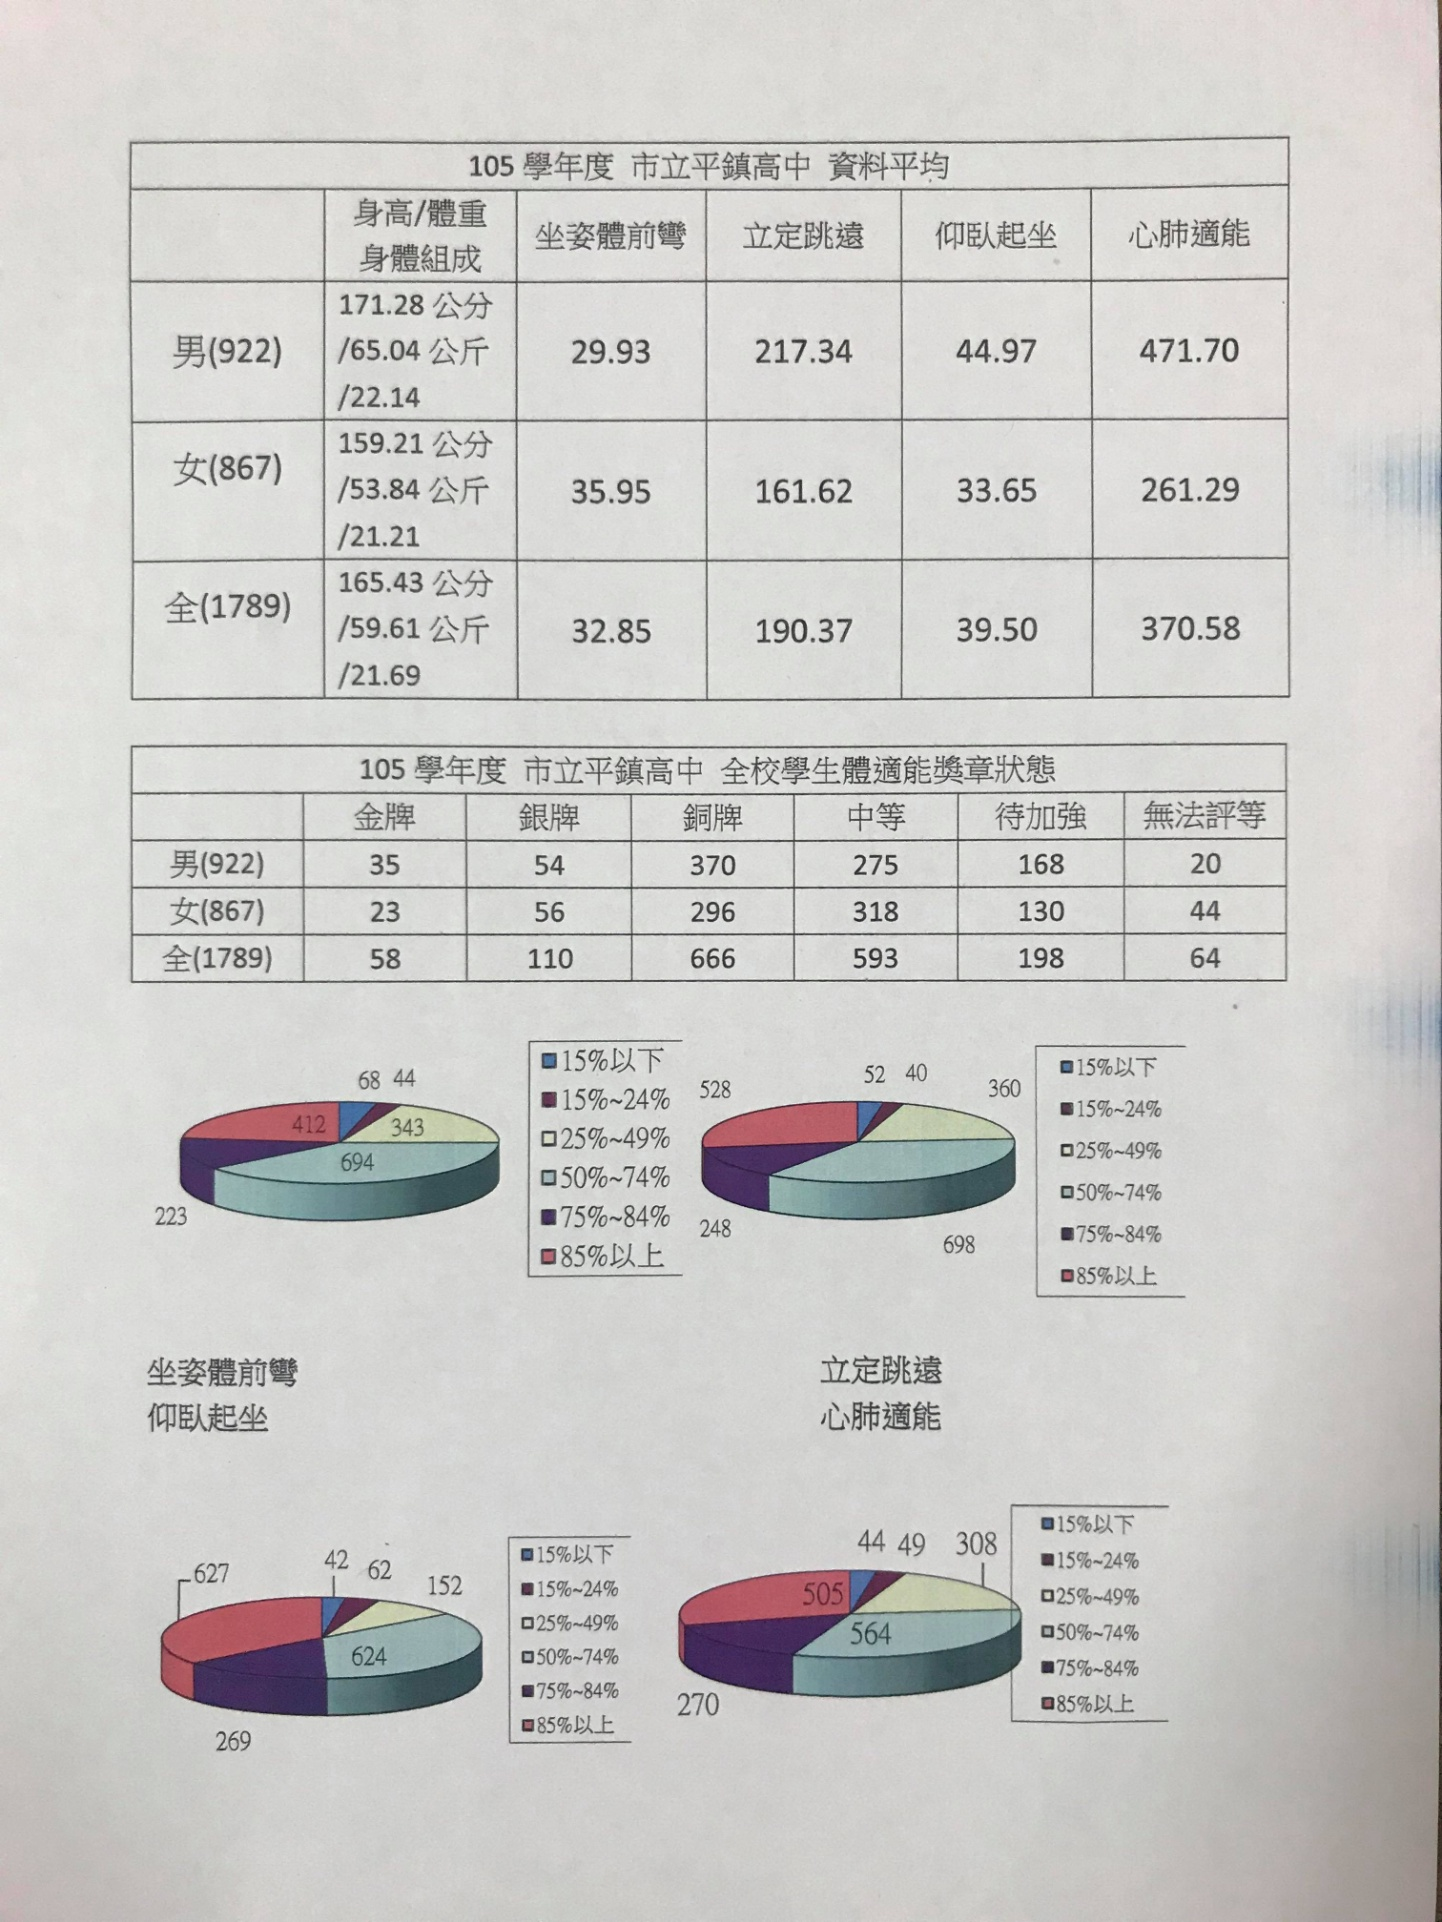 105 學年度 市立平鎮高中 資料平均
身高/體重
身體組成
坐姿體前彎
立定跳遠
仰臥起坐
心肺適能
男(922)
171.28 公分
/65.04 公斤
/22.14
29.93
217.34
44.97
471.70
女(867)
159.21 公分
/53.84 公斤
/21.21
35.95
161.62
33.65
261.29
全(1789)
165.43 公分
/59.61 公斤
/21.69
32.85
190.37
39.50
370.58
105 學年度 市立平鎮高中 全校學生體適能獎章狀態
金牌 銀牌 銅牌 中等 待加強 無法評等
男(922) 35 54 370 275 168 20
女(867) 23 56 296 318 130 44
全(1789) 58 110 666 593 198 64
68 44
412 343
694
223
15%以下
15%~24%
25%~49%
50%~74%
75%~84%
85%以上
528
52 40
360
248
698
15%以下
15%~24%
25%~49%
50%~74%
75%~84%
85%以上
坐姿體前彎
仰臥起坐
立定跳遠
心肺適能
627
42 62
152
624
269
15%以下
15%~24%
25%~49%
50%~74%
75%~84%
85%以上
44 49 308
505
564
270
15%以下
15%~24%
25%~49%
50%~74%
75%~84%
85%以上